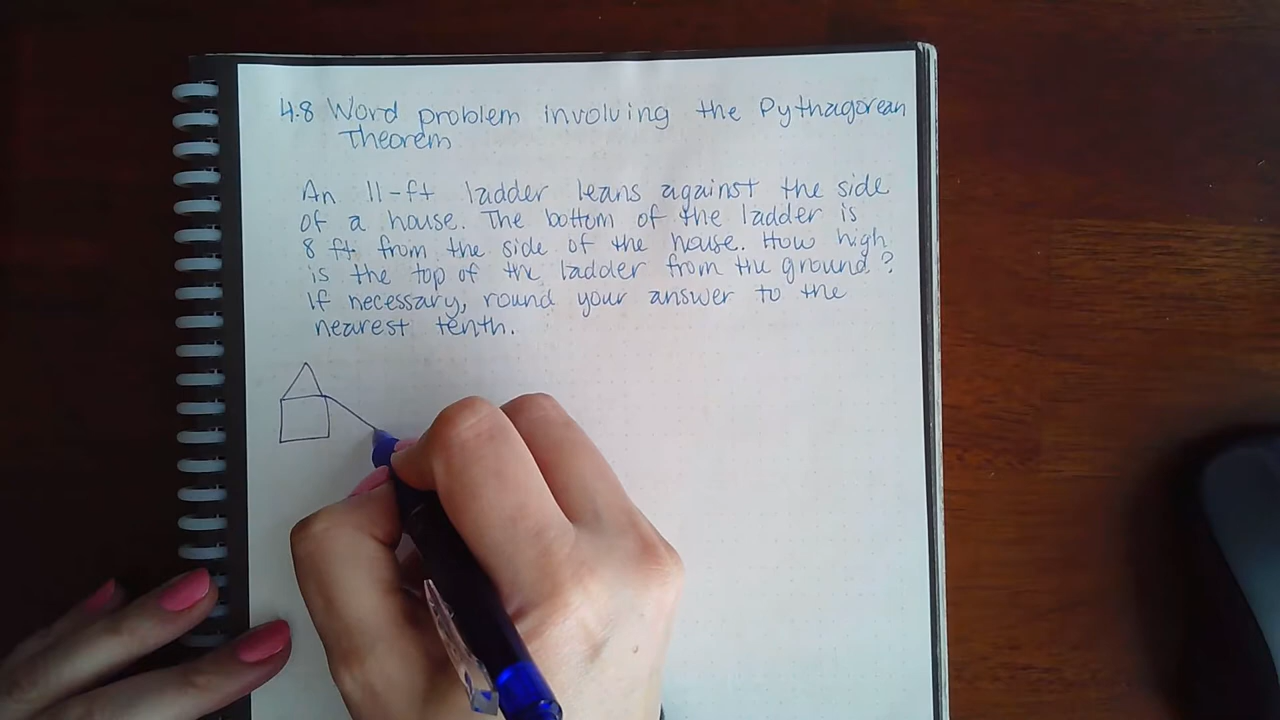 4.8 Word problem involving the Pythagorean
Theorem
An 11-ft ladder leans against the side
of a house. The bottom of the ladder is
8 ft from the side of the house. How high
is the top of the ladder from the ground?
If necessary, round your answer to the
nearest tenth.